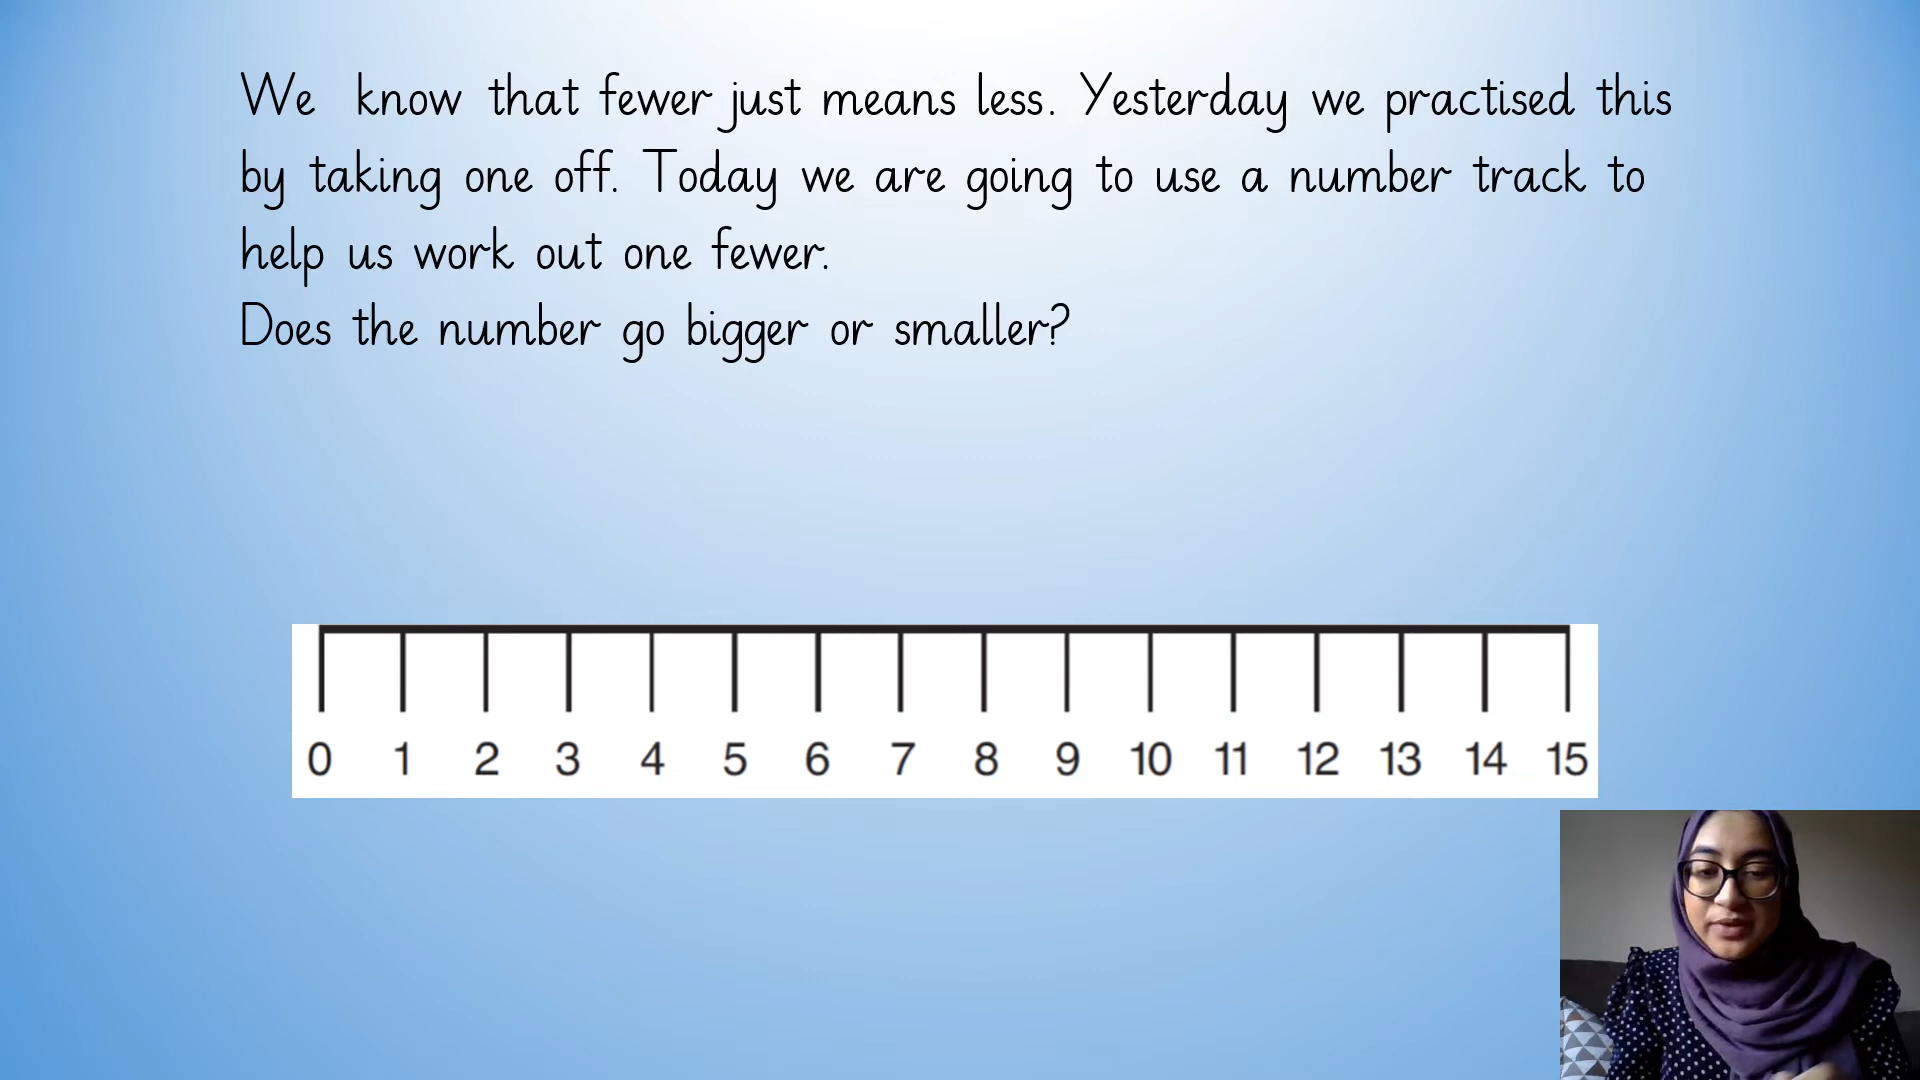 We know that fewer just means less. Yesterday we practised this
by taking one off. Today we are going to use a number track to
help us work out one fewer.
Does the number go bigger or smaller?
0 1 2 3 4 5 6 7 8 9 10 11 12 13 14 15